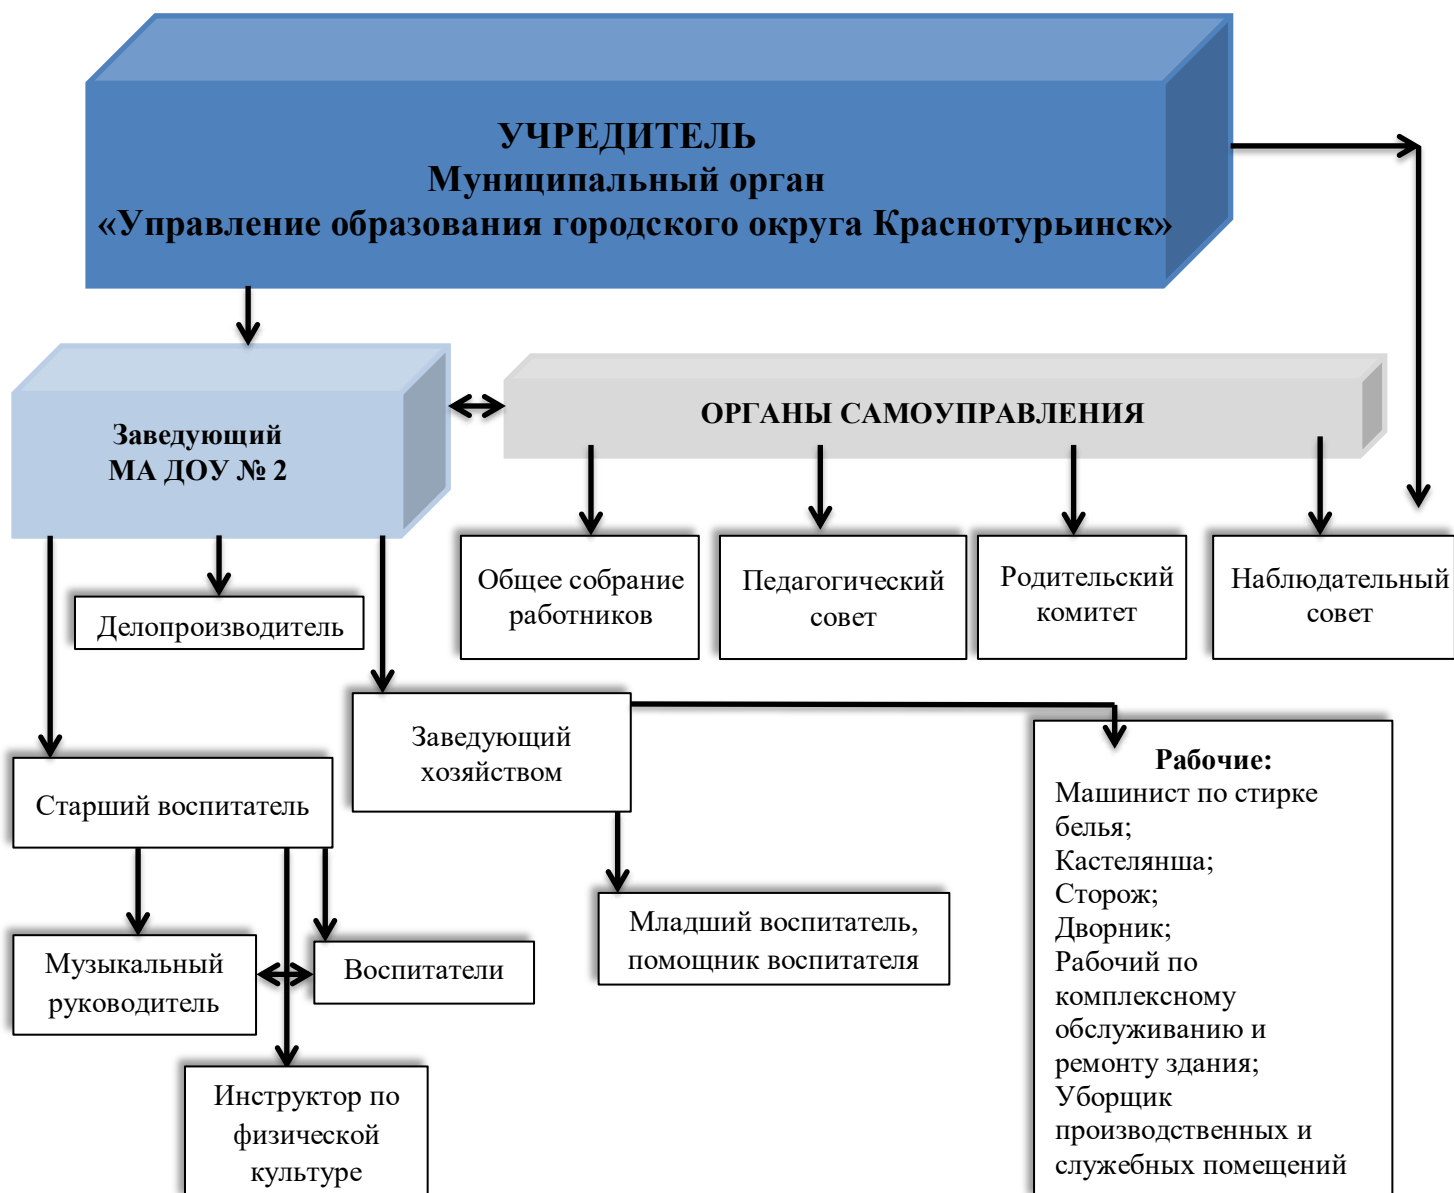 УЧРЕДИТЕЛЬ
Муниципальный орган
«Управление образования городского округа Краснотурьинск»
Заведующий
МА ДОУ № 2
ОРГАНЫ САМОУПРАВЛЕНИЯ
Общее собрание
работников
Педагогический
совет
Родительский
комитет
Наблюдательный
совет
Делопроизводитель
Заведующий
хозяйством
Старший воспитатель
Рабочие:
Машинист по стирке
белья;
Кастелянша;
Сторож;
Дворник;
Рабочий по
комплексному
обслуживанию и
ремонту здания;
Уборщик
производственных и
служебных помещений
Младший воспитатель,
помощник воспитателя
Музыкальный
руководитель
Воспитатели
Инструктор по
физической
культуре